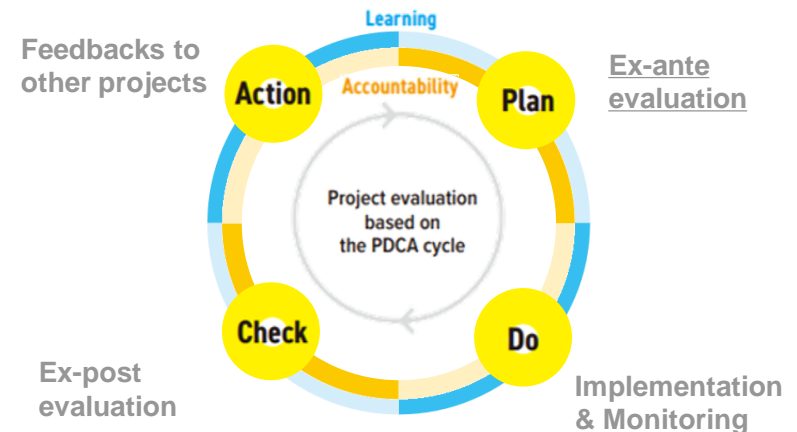 Learning
Feedbacks to
other projects
Action
Accountability
Plan
Ex-ante
evaluation
Project evaluation
based on
the PDCA cycle
Check
Do
Ex-post
evaluation
Implementation
& Monitoring